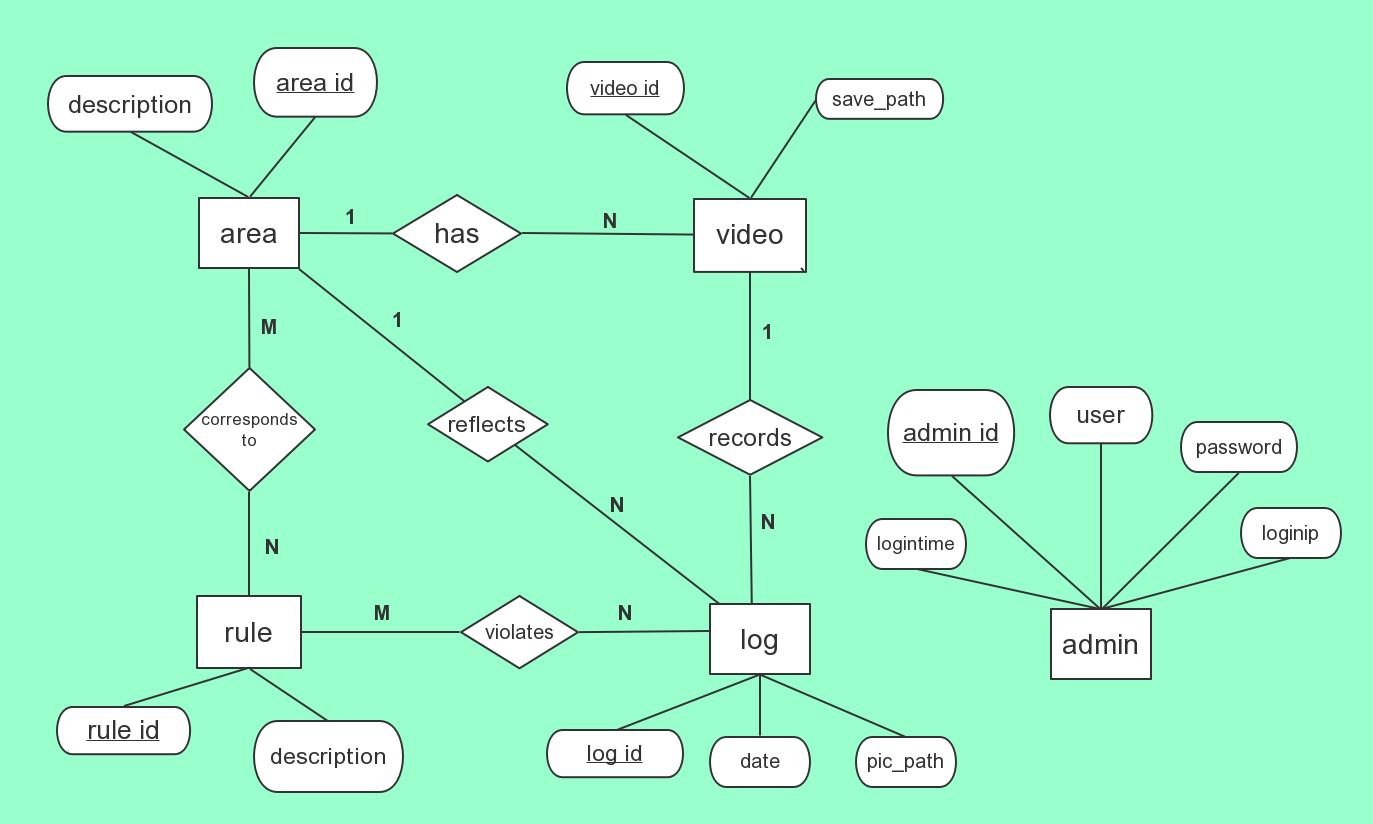 area id
description
video id
save_path
area
1
has
N
video
M
1
1
corresponds
to
reflects
records
admin id
user
password
N
N
N
logintime
loginip
rule
M
violates
N
log
admin
rule id
description
log id
date
pic_path